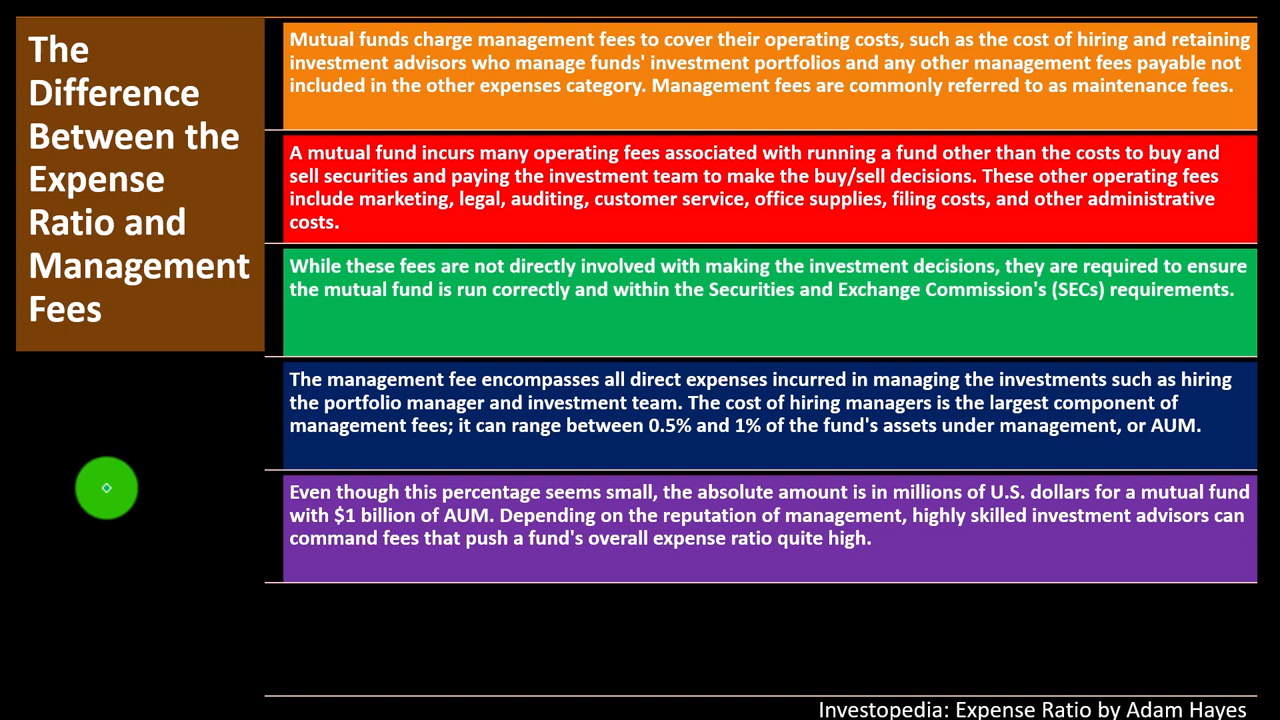 The
Difference
Between the
Expense
Ratio and
Management
Fees
Mutual funds charge management fees to cover their operating costs, such as the cost of hiring and retaining
investment advisors who manage funds' investment portfolios and any other management fees payable not
included in the other expenses category. Management fees are commonly referred to as maintenance fees.
A mutual fund incurs many operating fees associated with running a fund other than the costs to buy and
sell securities and paying the investment team to make the buy/sell decisions. These other operating fees
include marketing, legal, auditing, customer service, office supplies, filing costs, and other administrative
costs.
While these fees are not directly involved with making the investment decisions, they are required to ensure
the mutual fund is run correctly and within the Securities and Exchange Commission's (SECs) requirements.
The management fee encompasses all direct expenses incurred in managing the investments such as hiring
the portfolio manager and investment team. The cost of hiring managers is the largest component of
management fees; it can range between 0.5% and 1% of the fund's assets under management, or AUM.
Even though this percentage seems small, the absolute amount is in millions of U.S. dollars for a mutual fund
with $1 billion of AUM. Depending on the reputation of management, highly skilled investment advisors can
command fees that push a fund's overall expense ratio quite high.
Investopedia: Expense Ratio by Adam Hayes